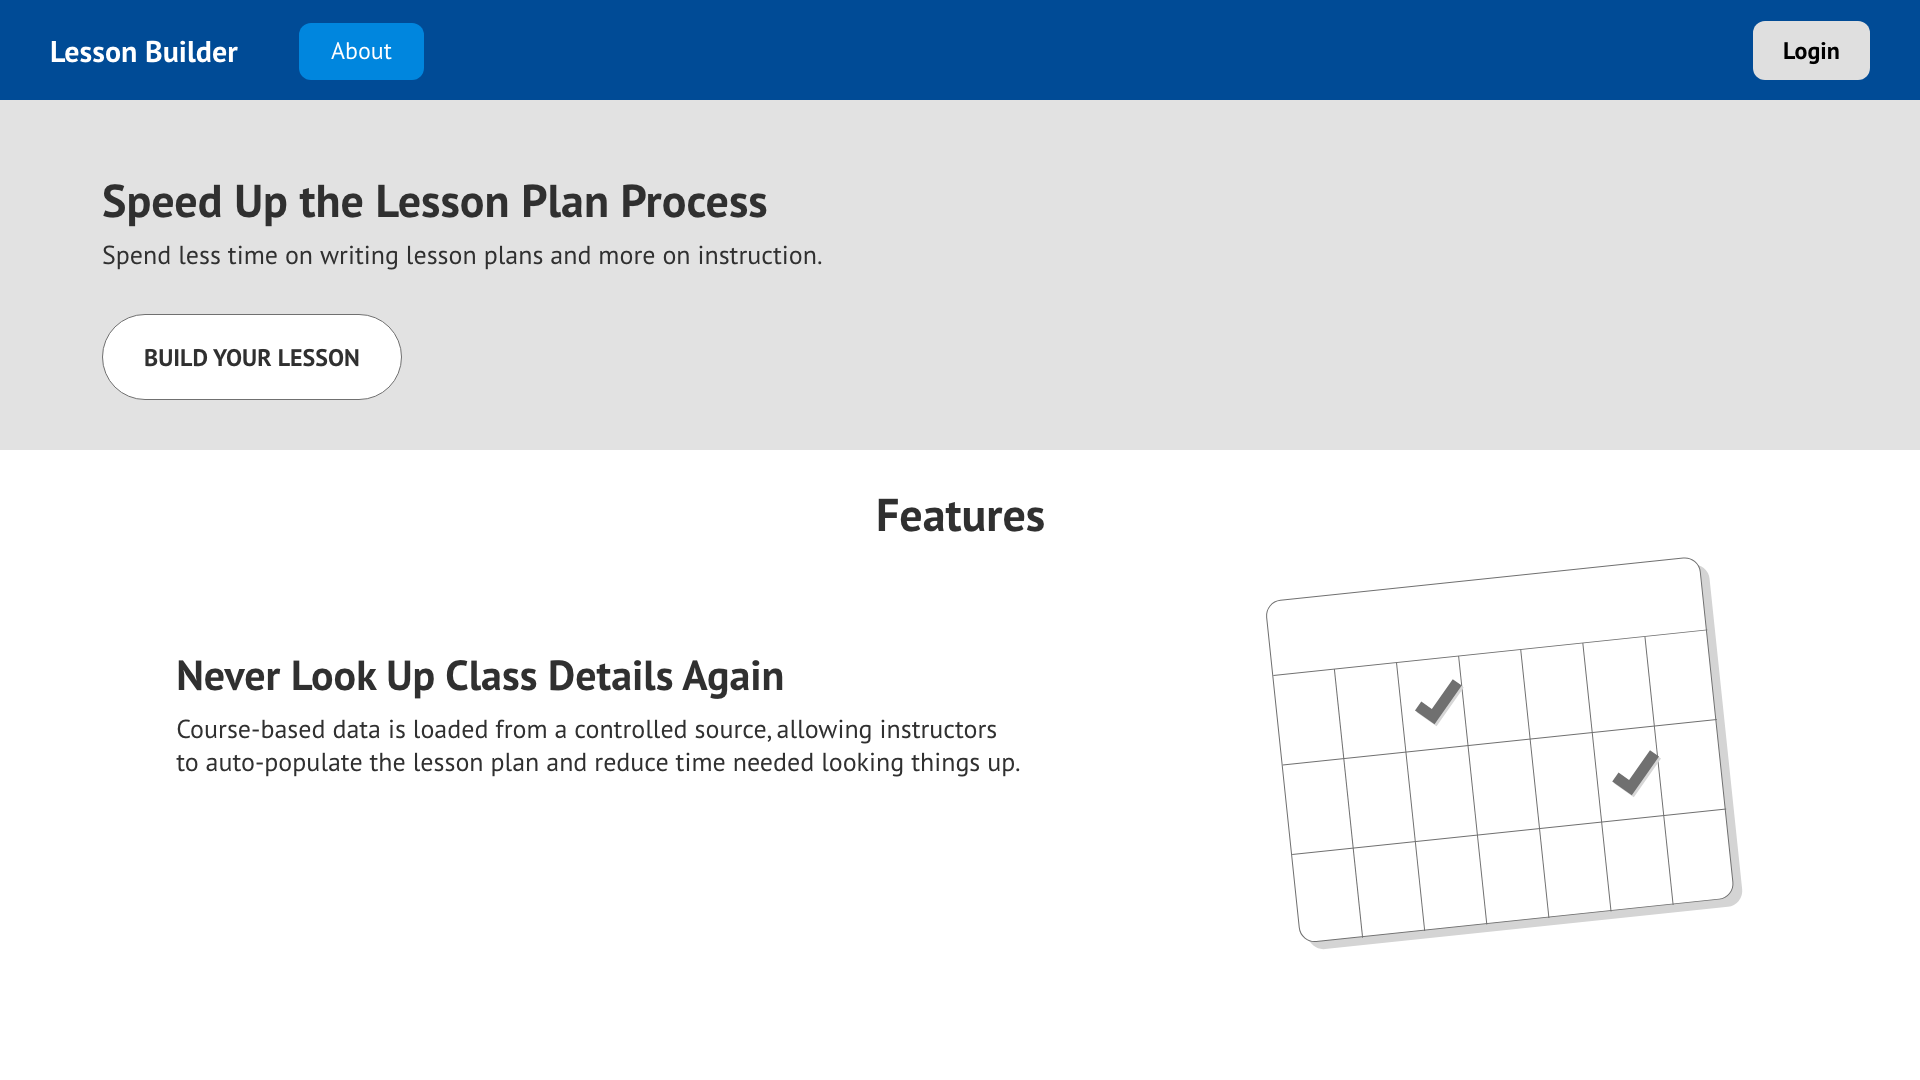 Lesson Builder
About
Login
Speed Up the Lesson Plan Process
Spend less time on writing lesson plans and more on instruction.
BUILD YOUR LESSON
Features
Never Look Up Class Details Again
Course-based data is loaded from a controlled source, allowing instructors
to auto-populate the lesson plan and reduce time needed looking things up.